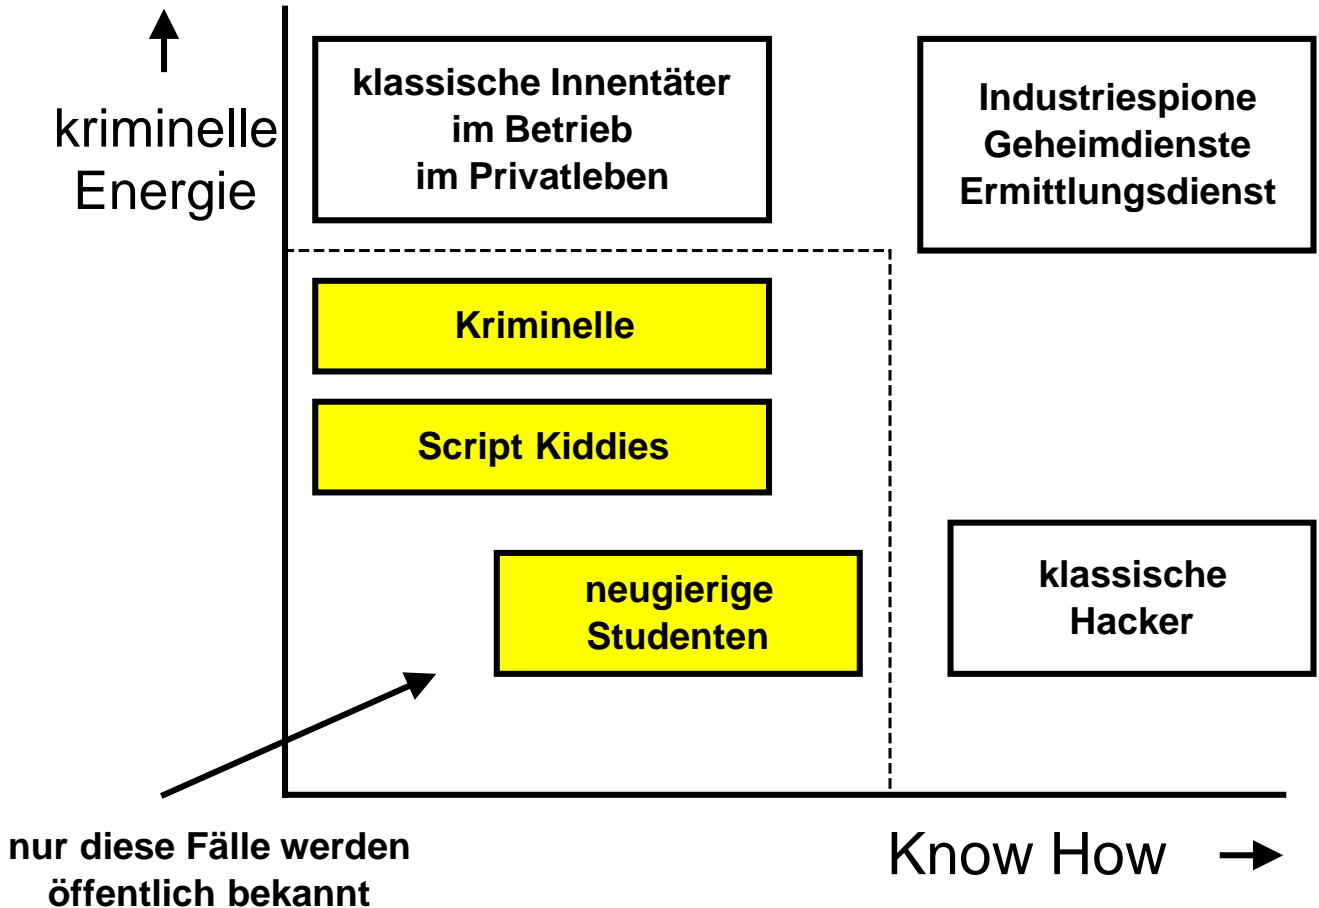 kriminelle
Energie
klassische Innentäter
im Betrieb
im Privatleben
Industriespione
Geheimdienste
Ermittlungsdienst
Kriminelle
Script Kiddies
neugierige
Studenten
klassische
Hacker
nur diese Fälle werden
öffentlich bekannt
Know How